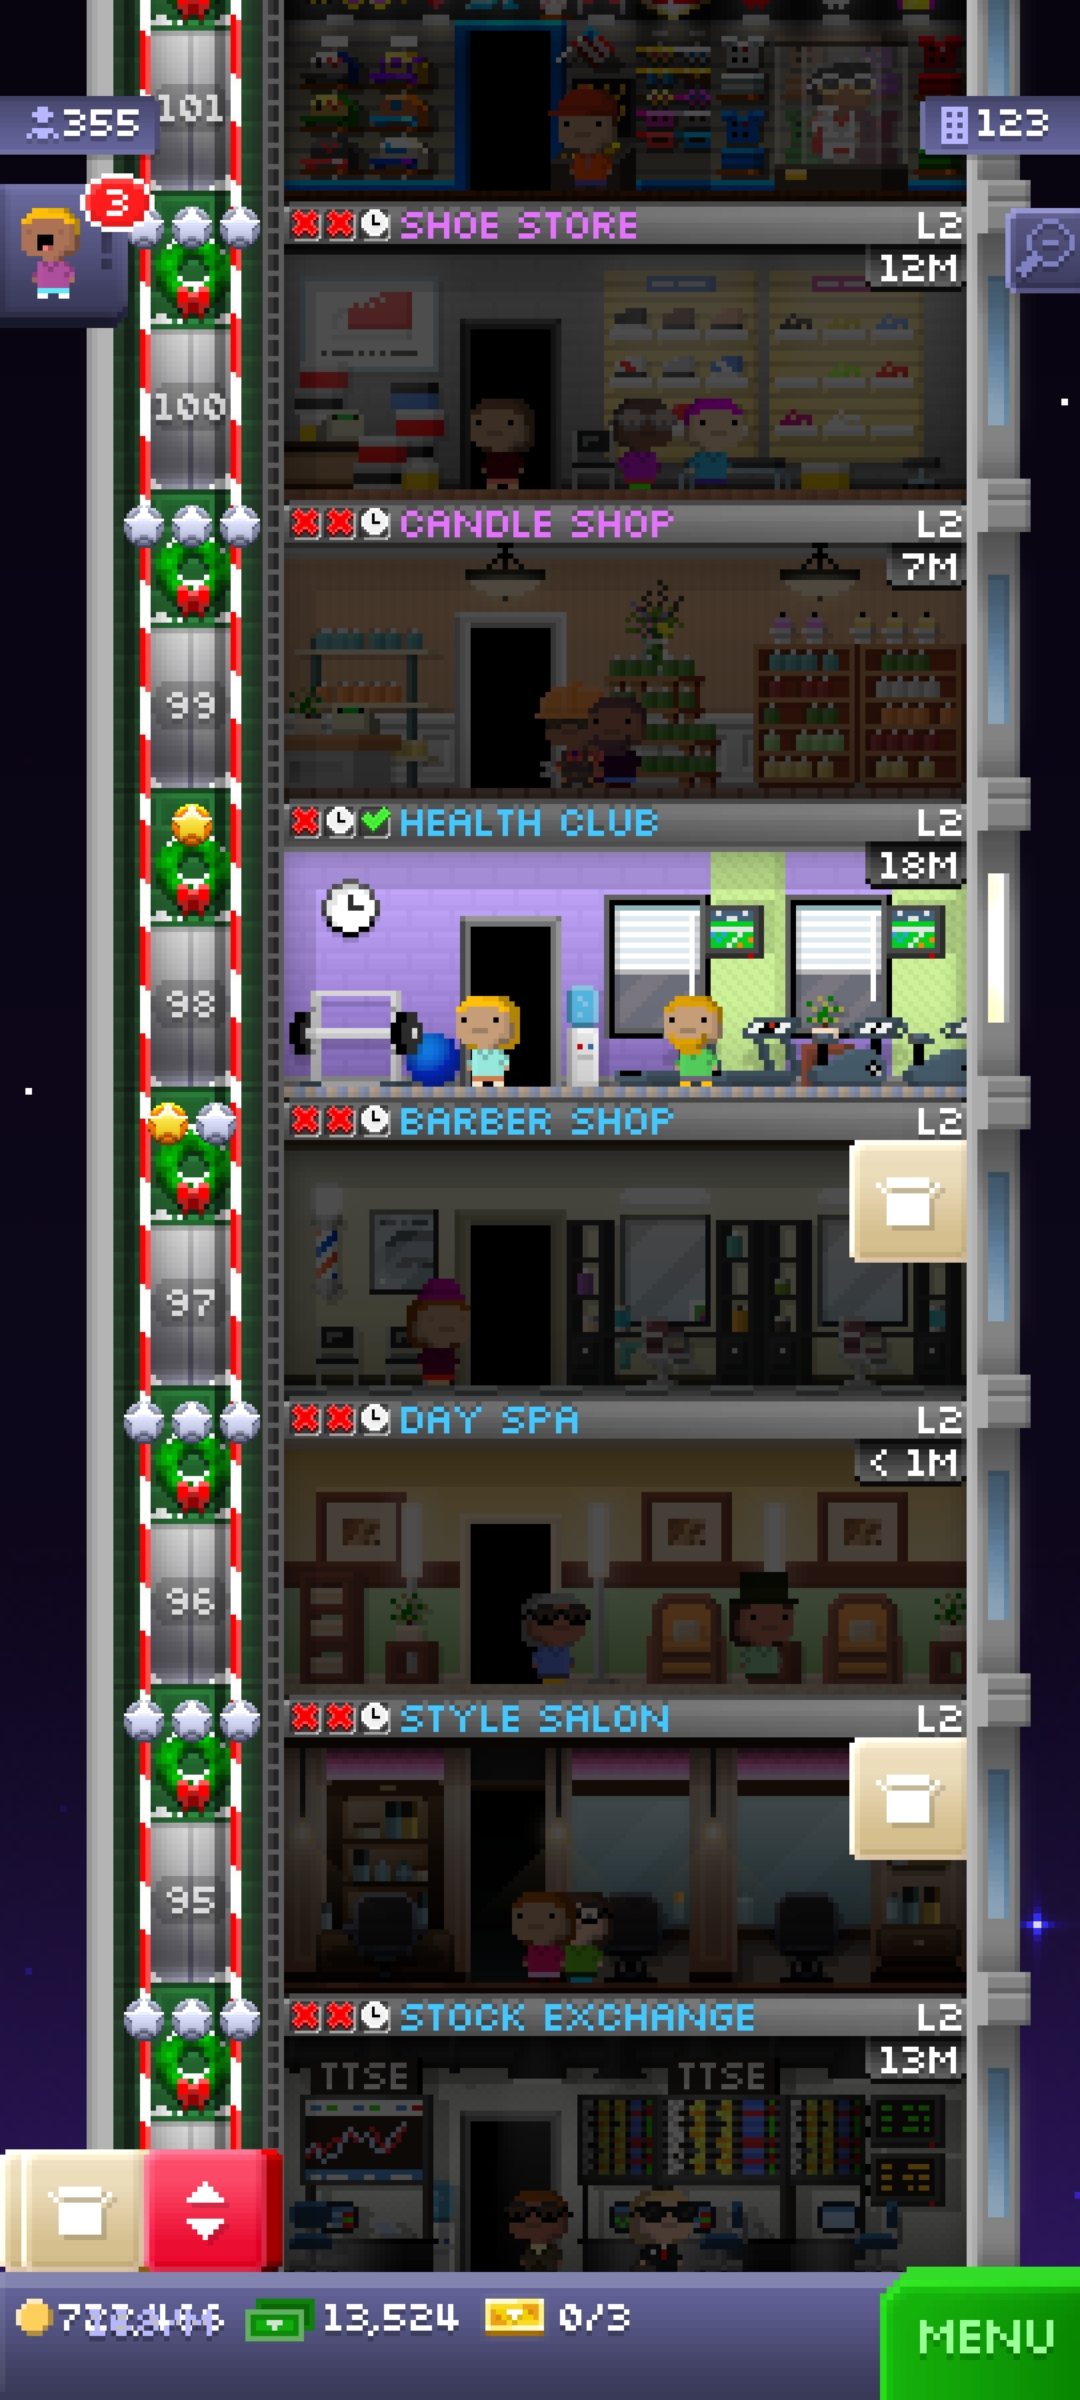 101
355
123
3
SHOE STORE L2
12M
100
CANDLE SHOP L2
7M
99
HEALTH CLUB L2
18M
98
BARBER SHOP L2
97
DAY SPA L2
< 1M
96
STYLE SALON L2
95
STOCK EXCHANGE L2
13M
TTSE TTSE
13,524 0/3
MENU